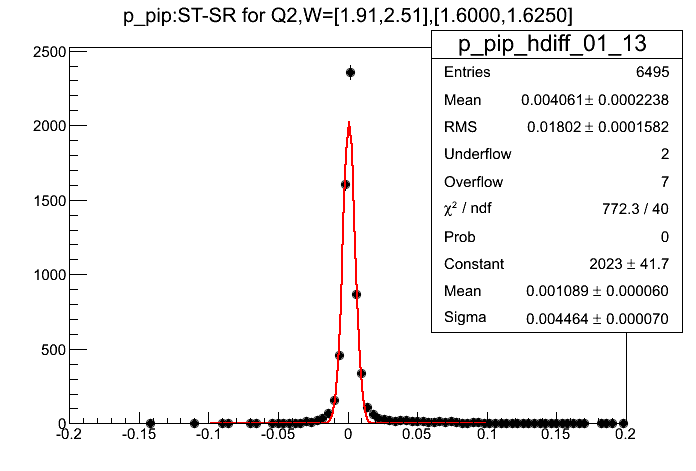 p_pip:ST-SR for Q2,W=[1.91,2.51],[1.6000,1.6250]
p_pip_hdiff_01_13
Entries 6495
Mean 0.004061± 0.0002238
RMS 0.01802 ± 0.0001582
Underflow 2
Overflow 7
χ² / ndf 772.3 / 40
Prob 0
Constant 2023 ± 41.7
Mean 0.001089 ± 0.000060
Sigma 0.004464 ± 0.000070
2500
2000
1500
1000
500
0
-0.2 -0.15 -0.1 -0.05 0 0.05 0.1 0.15 0.2